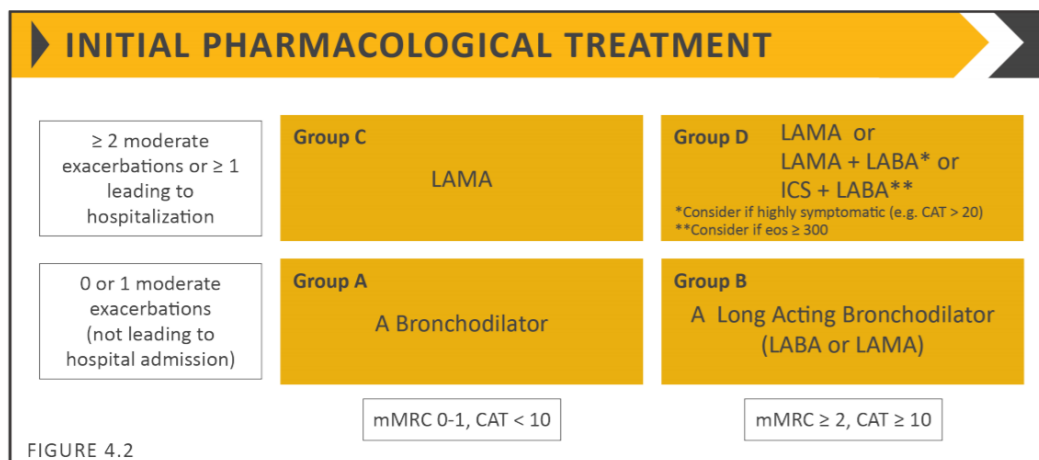 INITIAL PHARMACOLOGICAL TREATMENT
≥ 2 moderate
exacerbations or ≥ 1
leading to
hospitalization
Group C
LAMA
Group D
LAMA or
LAMA + LABA* or
ICS + LABA**
*Consider if highly symptomatic (e.g. CAT > 20)
**Consider if eos ≥ 300
0 or 1 moderate
exacerbations
(not leading to
hospital admission)
Group A
A Bronchodilator
Group B
A Long Acting Bronchodilator
(LABA or LAMA)
mMRC 0-1, CAT < 10
mMRC ≥ 2, CAT ≥ 10
FIGURE 4.2